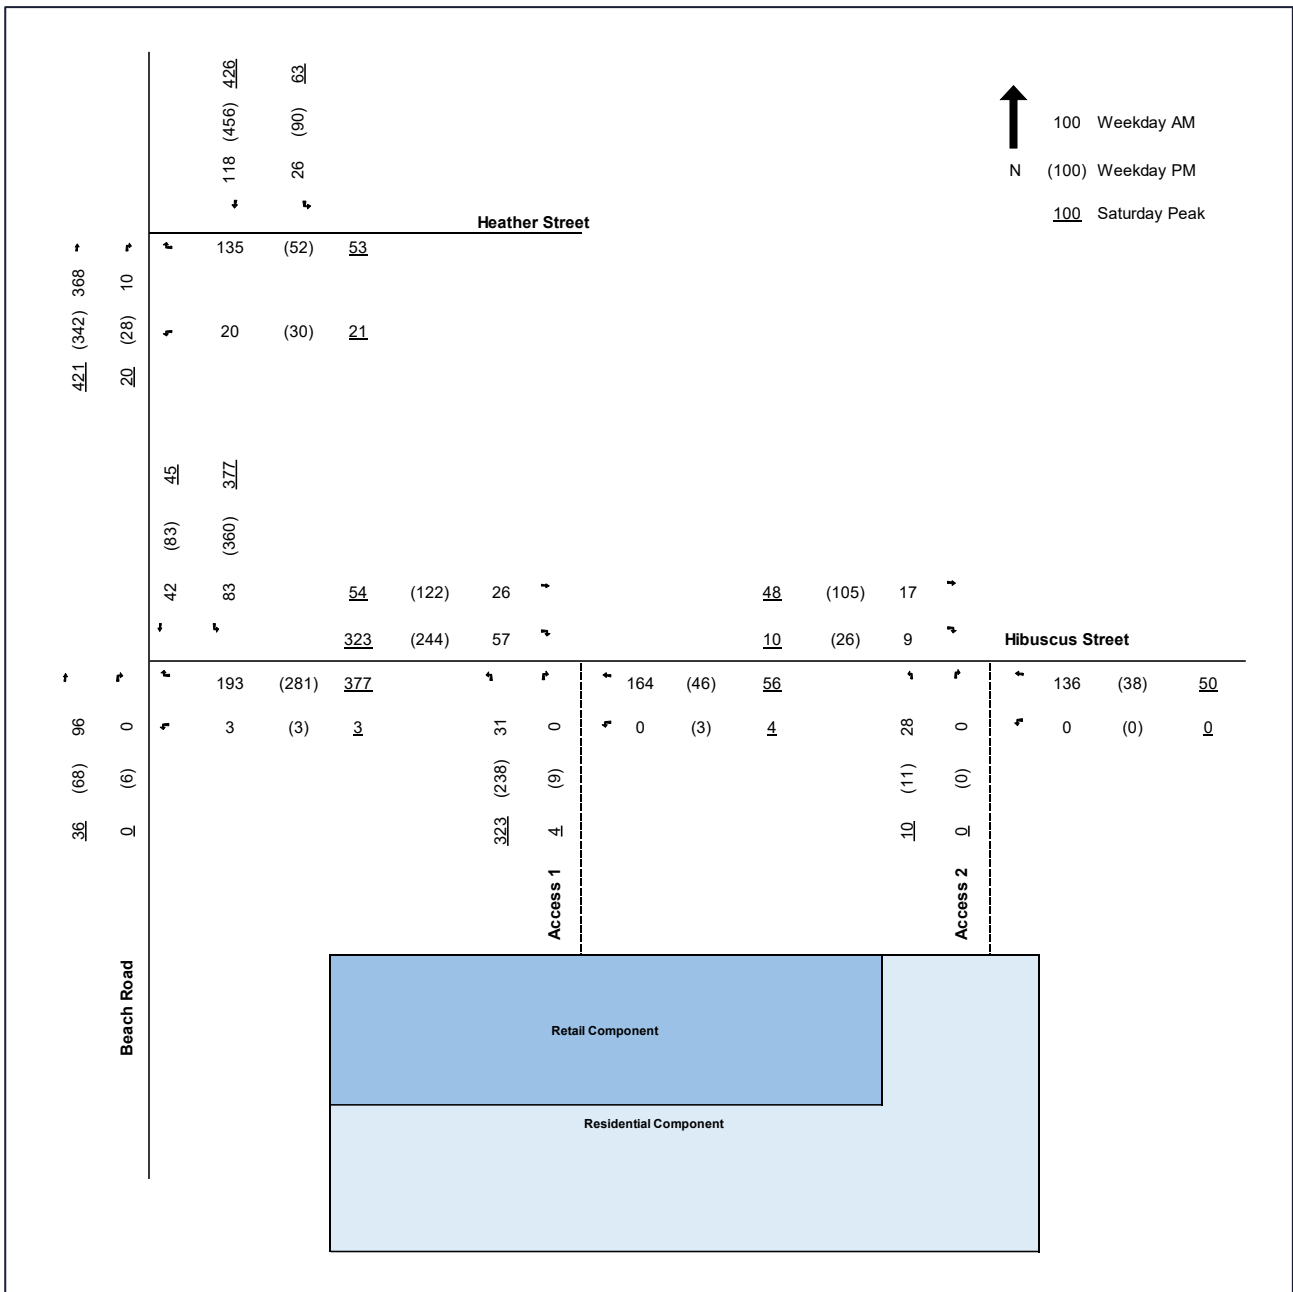 426 63
(456) (90)
118 26
100 Weekday AM
N (100) Weekday PM
100 Saturday Peak
Heather Street
368 10
(342) (28)
421 20
135 (52) 53
20 (30) 21
45 377
(83) (360)
42 83
54 (122) 26
48 (105) 17
323 (244) 57
10 (26) 9
Hibuscus Street
193 (281) 377
3 (3) 3
96 0
(68) (6)
36 0
31 0
(238) (9)
323 4
164 (46) 56
0 (3) 4
28 0
(11) (0)
10 0
136 (38) 50
0 (0) 0
Access 1
Access 2
Beach Road
Retail Component
Residential Component